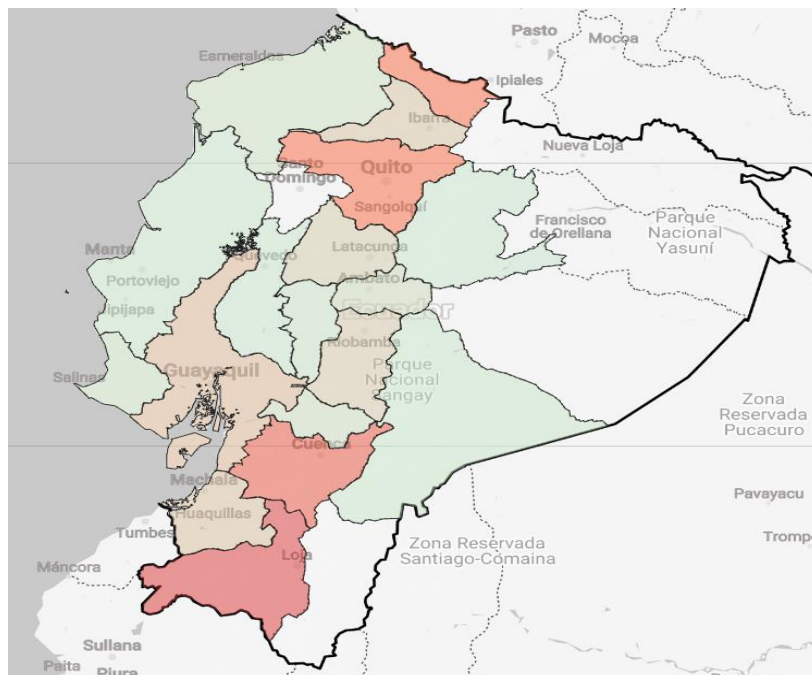 Pasto
Mocoa
Esmeraldas
Ipiales
Ibarra
Nueva Loja
Santo
Domingo
Quito
Sangolquí
Francisco
de Orellana
Parque
Nacional
Yasuní
Manta
Latacunga
Quevedo
Portoviejo
Ambato
Jipijapa
Ecuador
Riobamba
Guayaquil
Salinas
Parque
Nacional
Sangay
Zona
Reservada
Pucacuro
Cuenca
Machala
Pavayacu
Huaquillas
Tumbes
Tromp
Zona Reservada
Santiago-Comaina
Loja
Máncora
Sullana
Paita
Piura